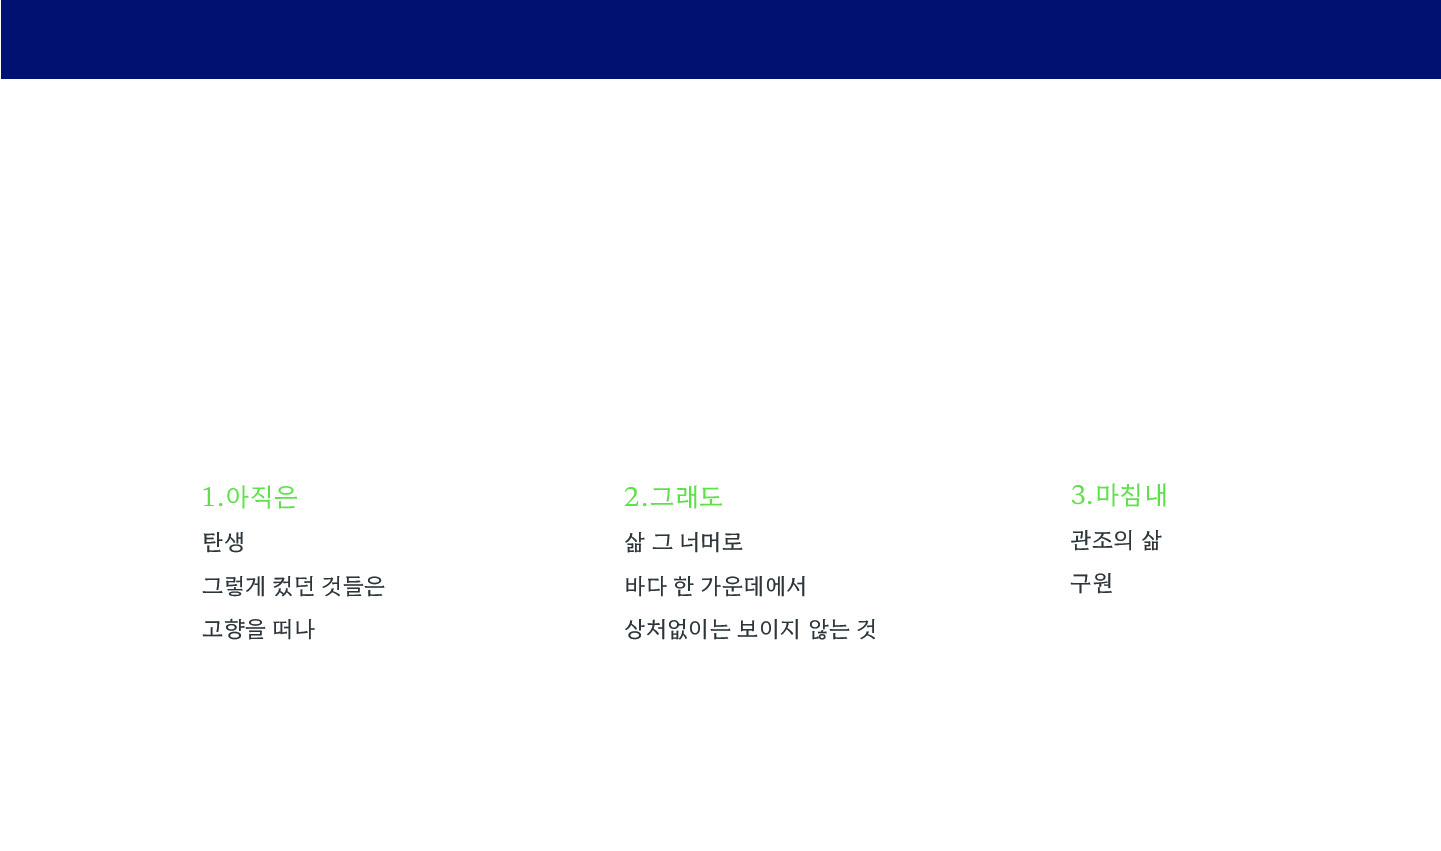 1.아직은
탄생
그렇게 컸던 것들은
고향을 떠나
2.그래도
삶 그 너머로
바다 한 가운데에서
상처없이는 보이지 않는 것
3.마침내
관조의 삶
구원